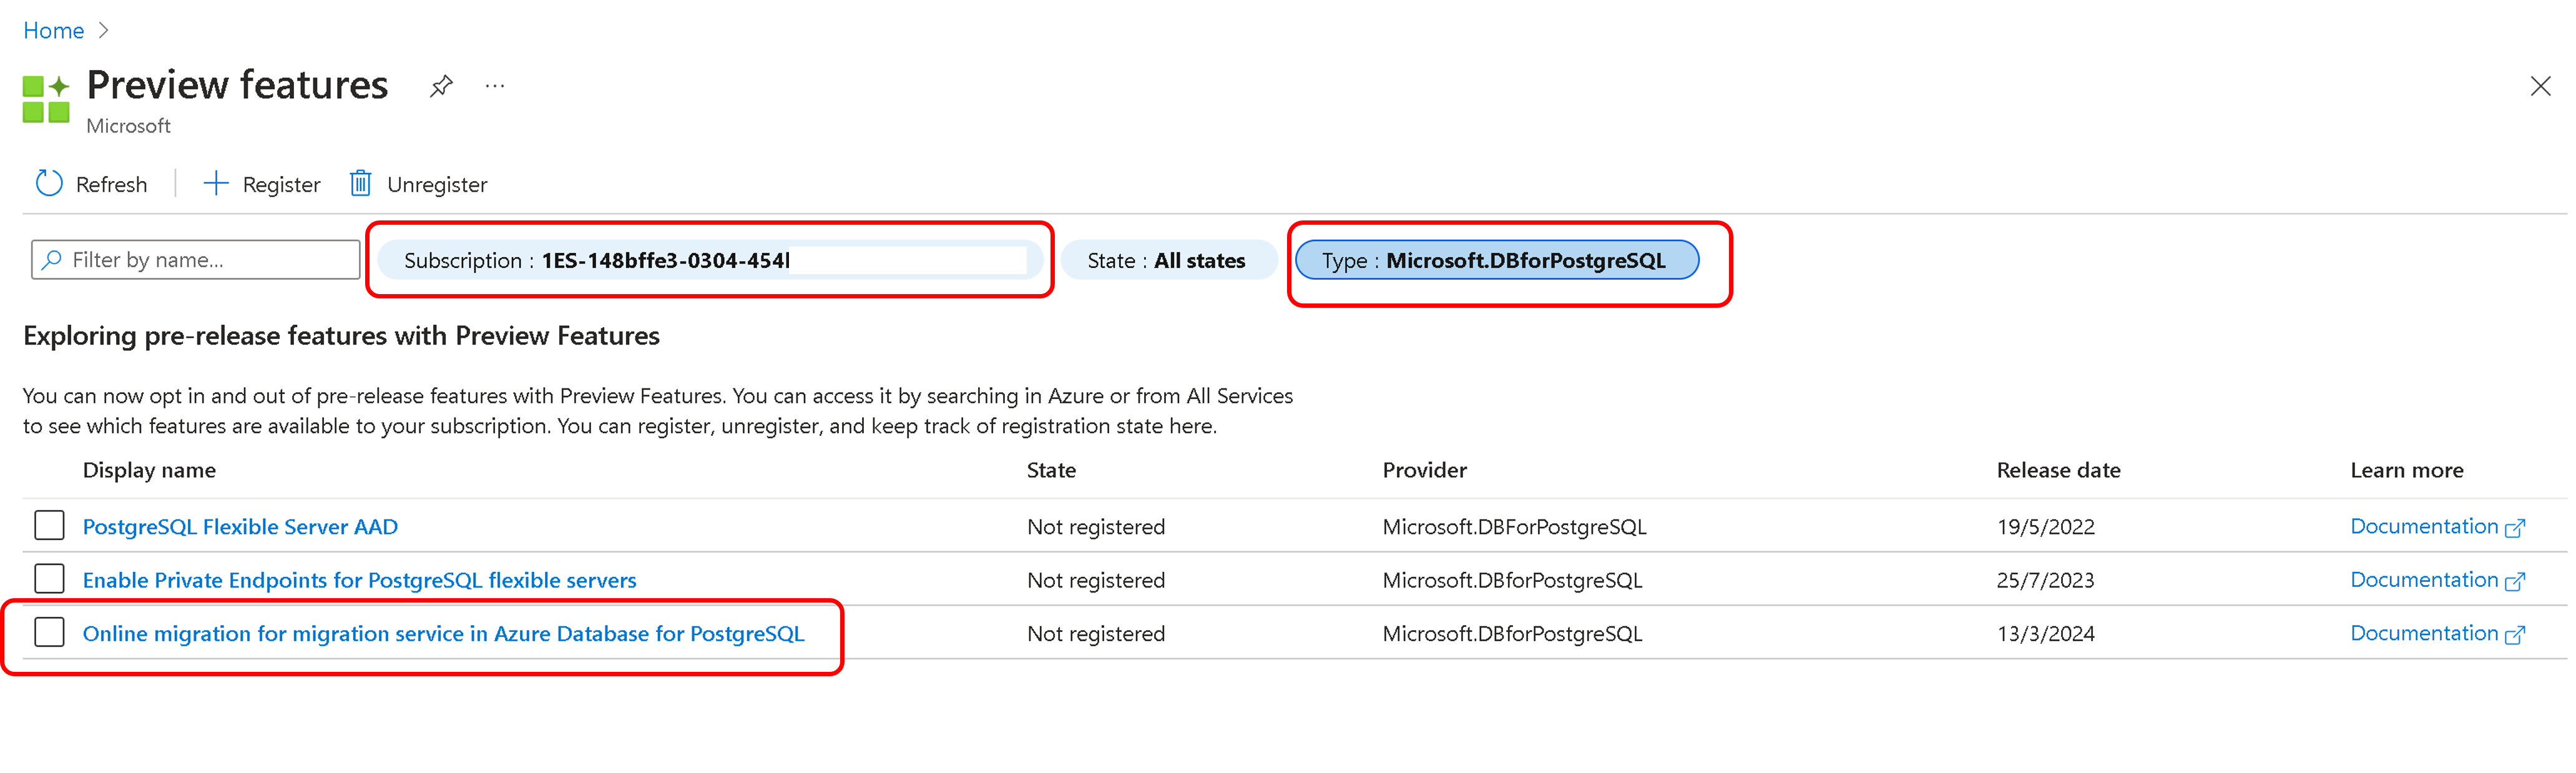 Home
Preview features
Microsoft
Refresh
Register
Unregister
Filter by name...
Subscription : 1ES-148bffe3-0304-454
State : All states
Type : Microsoft.DBforPostgreSQL
Exploring pre-release features with Preview Features
You can now opt in and out of pre-release features with Preview Features. You can access it by searching in Azure or from All Services
to see which features are available to your subscription. You can register, unregister, and keep track of registration state here.
Display name State Provider Release date Learn more
PostgreSQL Flexible Server AAD Not registered Microsoft.DBForPostgreSQL 19/5/2022 Documentation
Enable Private Endpoints for PostgreSQL flexible servers Not registered Microsoft.DBforPostgreSQL 25/7/2023 Documentation
Online migration for migration service in Azure Database for PostgreSQL Not registered Microsoft.DBforPostgreSQL 13/3/2024 Documentation